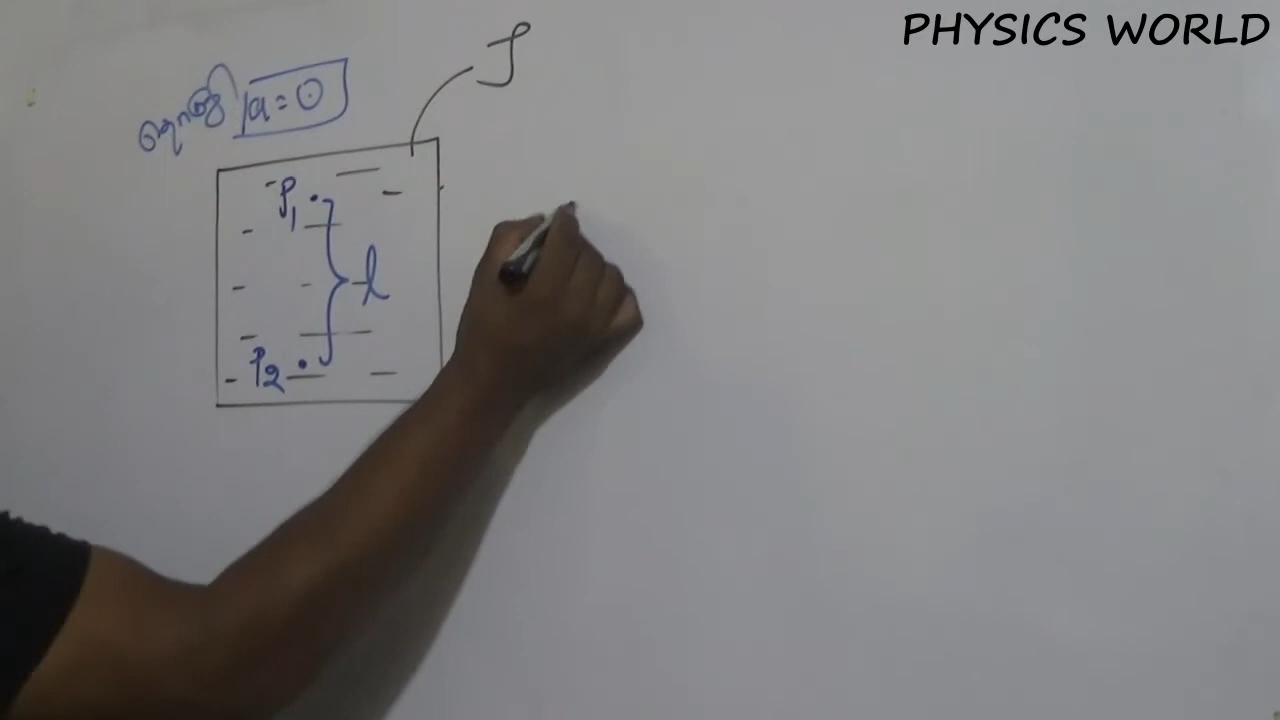 PHYSICS WORLD
a = 0
P₁
l
P₂